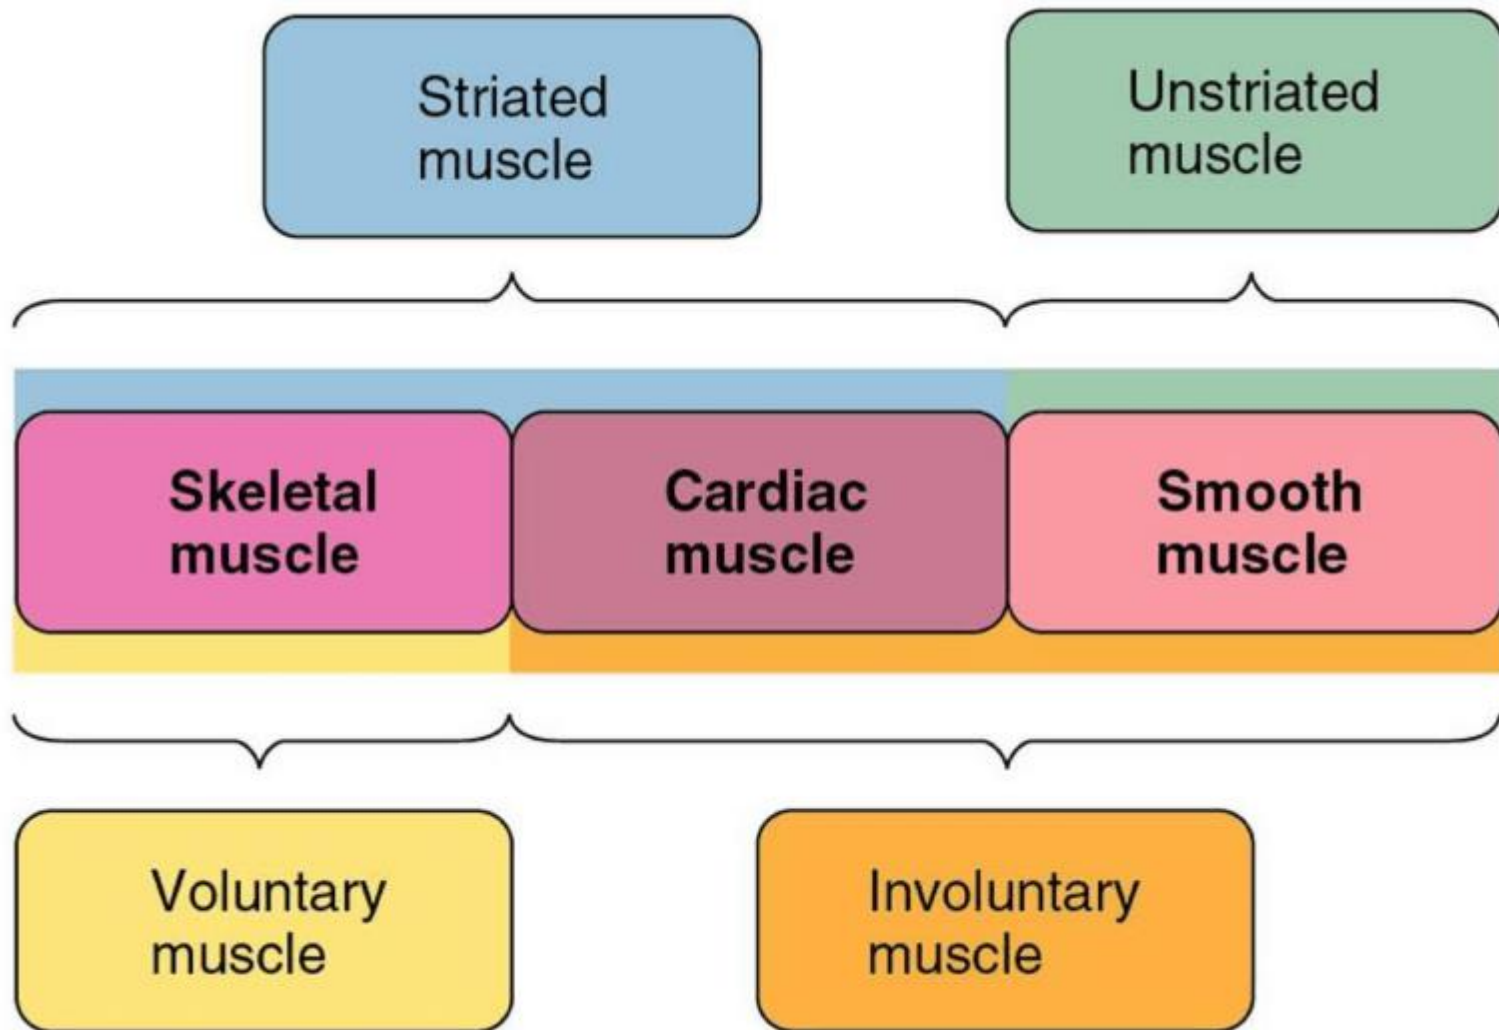 Striated
muscle
Unstriated
muscle
Skeletal
muscle
Cardiac
muscle
Smooth
muscle
Voluntary
muscle
Involuntary
muscle